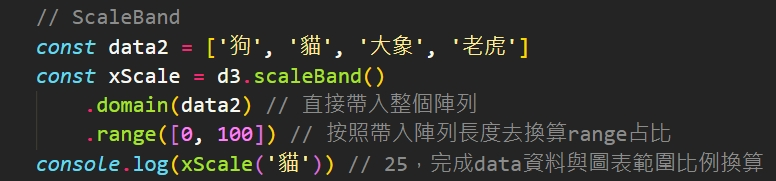 // ScaleBand
const data2 = ['狗', '貓', '大象', '老虎']
const xScale = d3.scaleBand()
.domain(data2) // 直接帶入整個陣列
.range([0, 100]) // 按照帶入陣列長度去換算range占比
console.log(xScale('貓')) // 25，完成data資料與圖表範圍比例換算